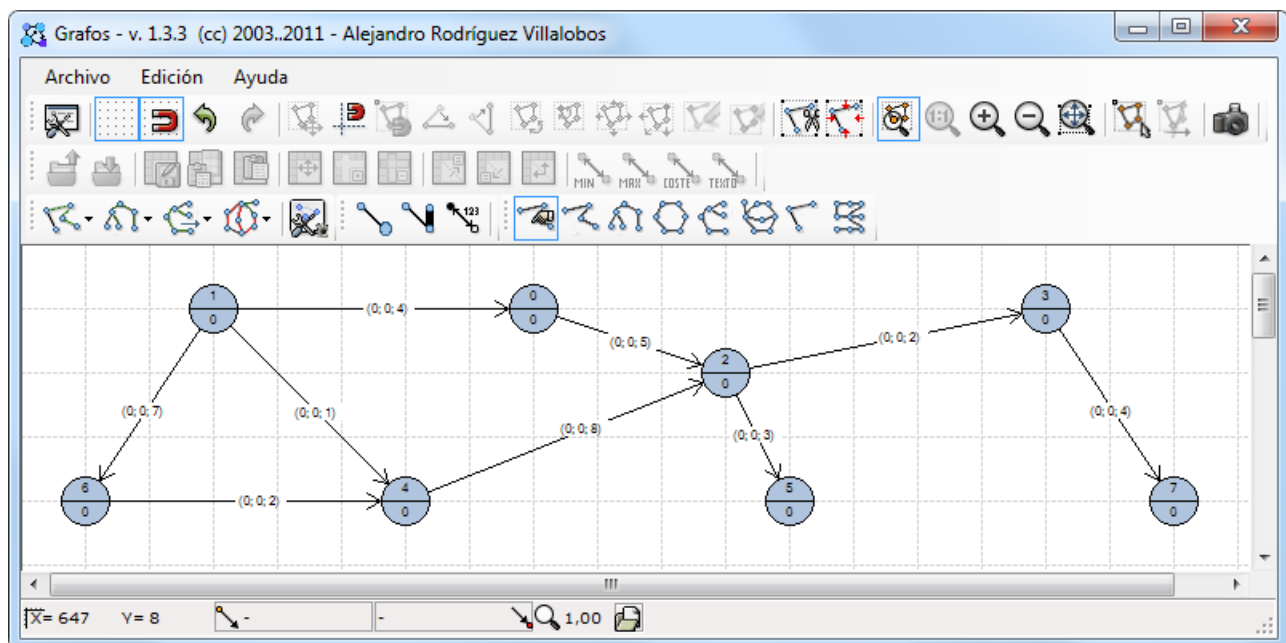 Grafos - v. 1.3.3 (cc) 2003..2011 - Alejandro Rodríguez Villalobos
Archivo Edición Ayuda
1:1
MIN MAX COSTE TEXTO
123
1 0 3
0 (0; 0; 4) 0 0
(0; 0; 5) (0; 0; 2)
2
0
(0; 0; 7) (0; 0; 1) (0; 0; 4)
(0; 0; 8) (0; 0; 3)
6 4 5 7
0 (0; 0; 2) 0 0 0
X= 647 Y= 8 - - 1,00